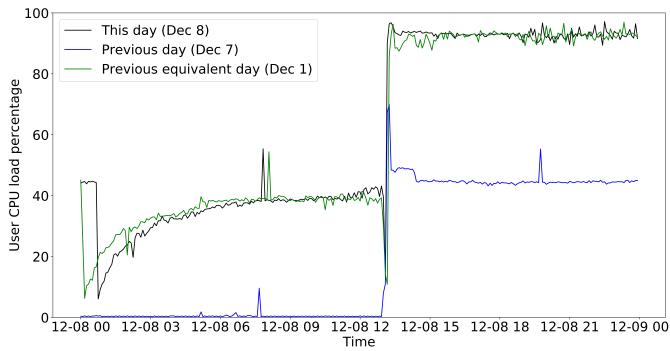 100
This day (Dec 8)
Previous day (Dec 7)
Previous equivalent day (Dec 1)
80
60
40
20
0
User CPU load percentage
12-08 00 12-08 03 12-08 06 12-08 09 12-08 12 12-08 15 12-08 18 12-08 21 12-09 00
Time